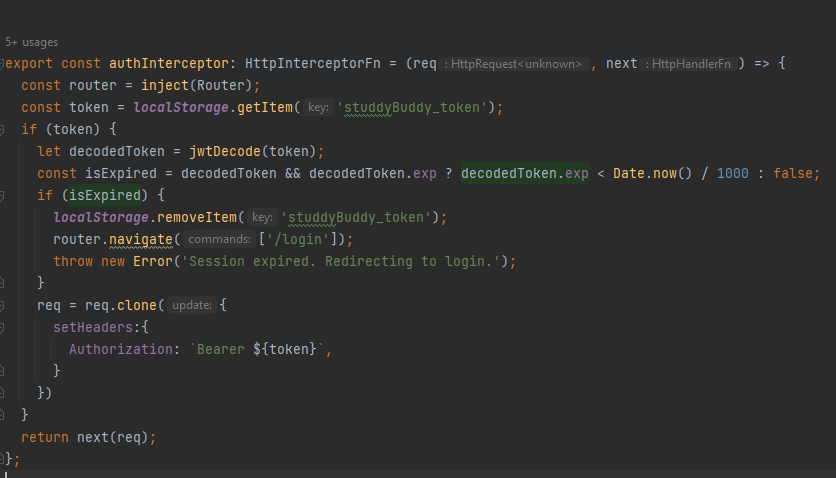 5+ usages
export const authInterceptor: HttpInterceptorFn = (req : HttpRequest<unknown> , next : HttpHandlerFn ) => {
  const router = inject(Router);
  const token = localStorage.getItem( key: 'studdyBuddy_token');
  if (token) {
    let decodedToken = jwtDecode(token);
    const isExpired = decodedToken && decodedToken.exp ? decodedToken.exp < Date.now() / 1000 : false;
    if (isExpired) {
      localStorage.removeItem( key: 'studdyBuddy_token');
      router.navigate( commands: ['/login']);
      throw new Error('Session expired. Redirecting to login.');
    }
    req = req.clone( update: {
      setHeaders:{
        Authorization: `Bearer ${token}`,
      }
    })
  }
  return next(req);
};